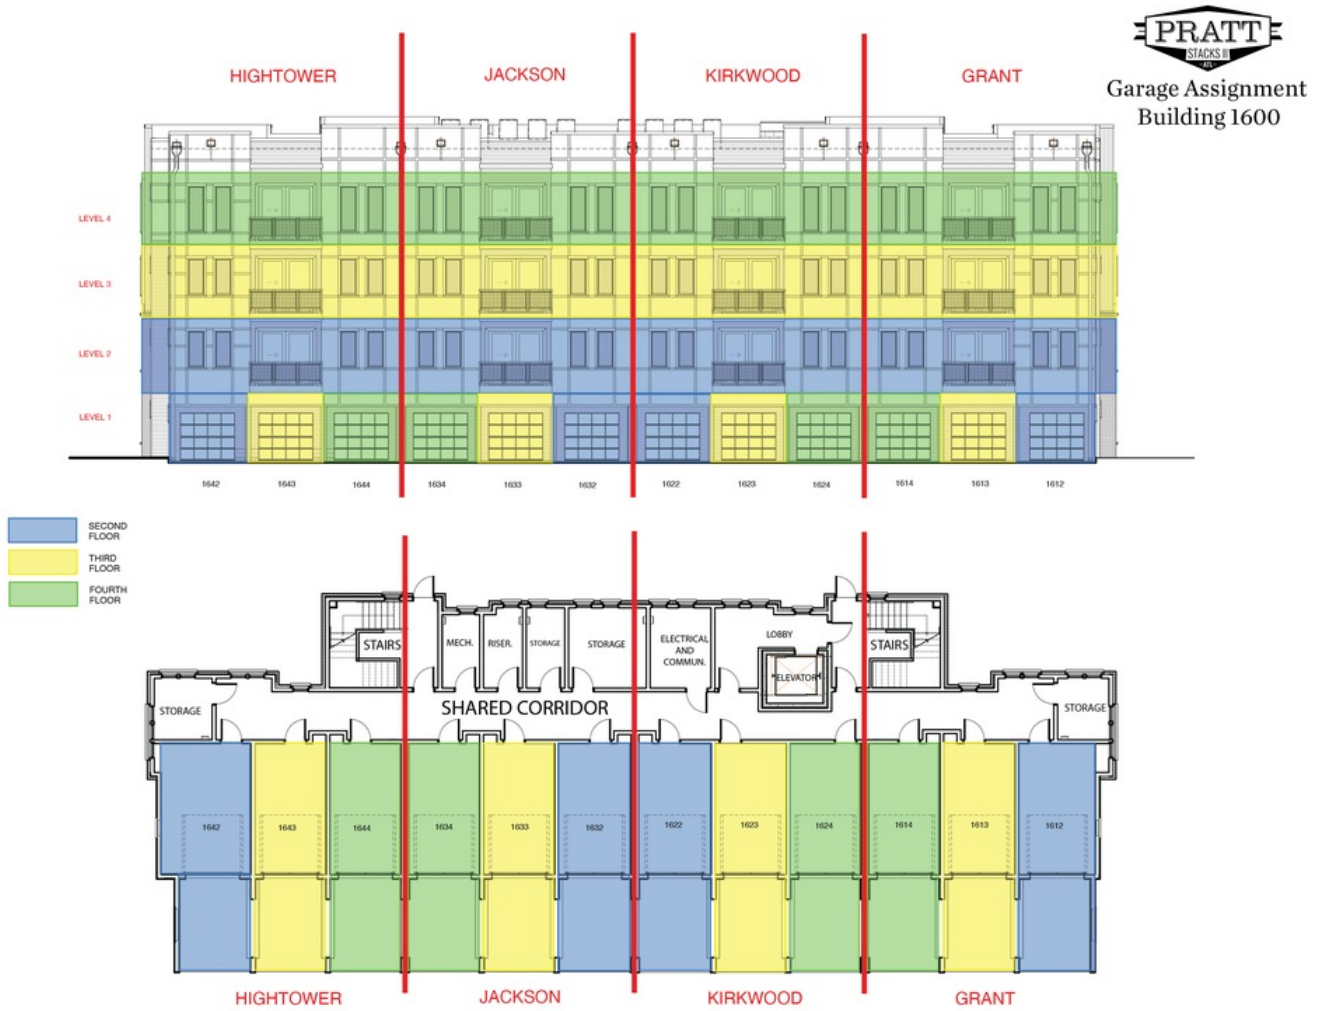 PRATT
STACKS II
-ATL-
Garage Assignment
Building 1600
HIGHTOWER
JACKSON
KIRKWOOD
GRANT
LEVEL 4
LEVEL 3
LEVEL 2
LEVEL 1
1642
1643
1644
1634
1633
1632
1622
1623
1624
1614
1613
1612
SECOND
FLOOR
THIRD
FLOOR
FOURTH
FLOOR
STAIRS
MECH.
RISER.
STORAGE
STORAGE
ELECTRICAL
AND
COMMUN.
LOBBY
ELEVATOR
STAIRS
STORAGE
SHARED CORRIDOR
STORAGE
1642
1643
1644
1634
1633
1632
1622
1623
1624
1614
1613
1612
HIGHTOWER
JACKSON
KIRKWOOD
GRANT